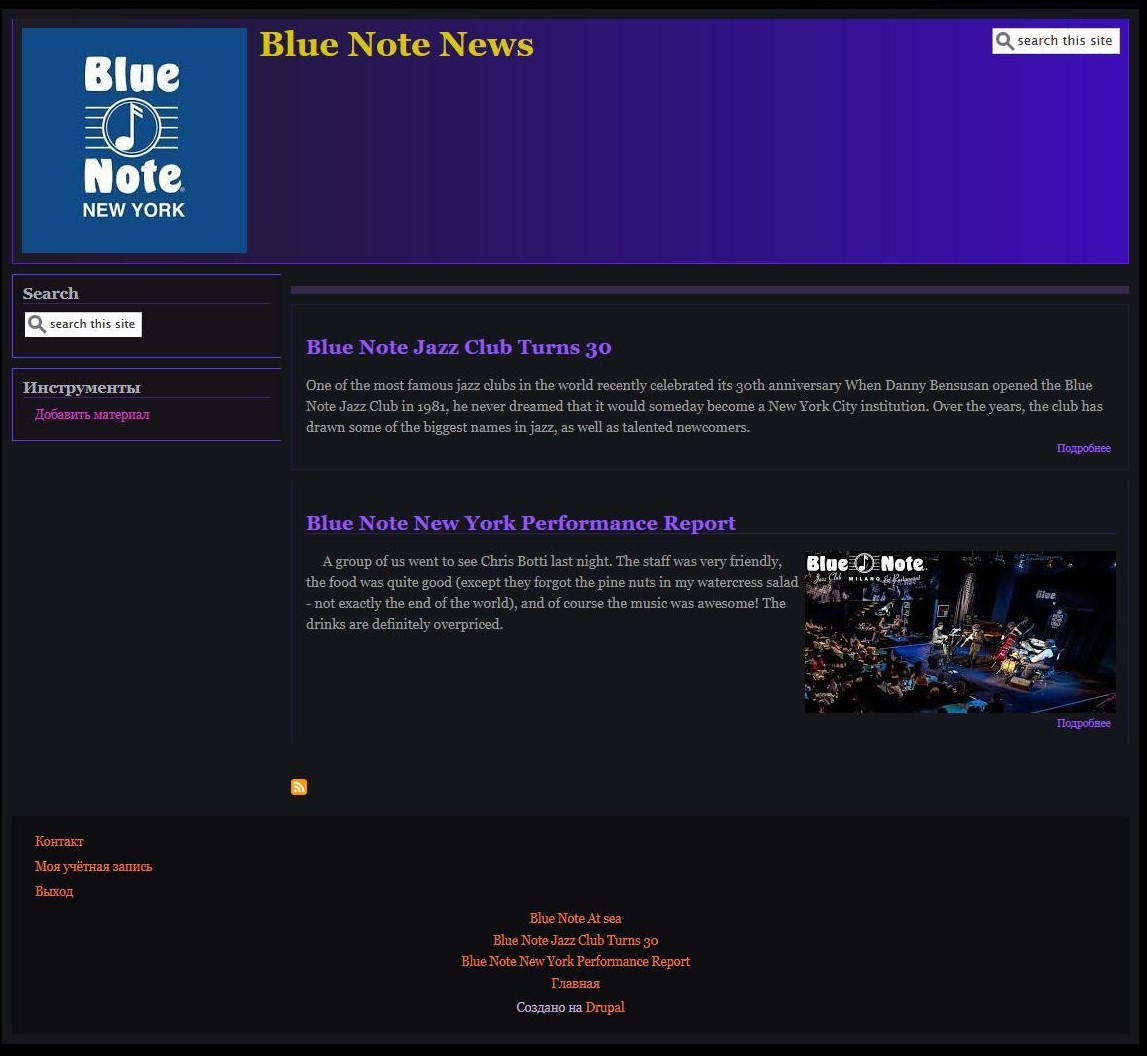 Blue
Note®
NEW YORK
Blue Note News
search this site
Search
search this site
Инструменты
Добавить материал
Blue Note Jazz Club Turns 30
One of the most famous jazz clubs in the world recently celebrated its 30th anniversary When Danny Bensusan opened the Blue
Note Jazz Club in 1981, he never dreamed that it would someday become a New York City institution. Over the years, the club has
drawn some of the biggest names in jazz, as well as talented newcomers.
Подробнее
Blue Note New York Performance Report
A group of us went to see Chris Botti last night. The staff was very friendly,
the food was quite good (except they forgot the pine nuts in my watercress salad
- not exactly the end of the world), and of course the music was awesome! The
drinks are definitely overpriced.
Blue Note
Jazz Club MILANO & Restaurant
Blue
Подробнее
Контакт
Моя учётная запись
Выход
Blue Note At sea
Blue Note Jazz Club Turns 30
Blue Note New York Performance Report
Главная
Создано на Drupal